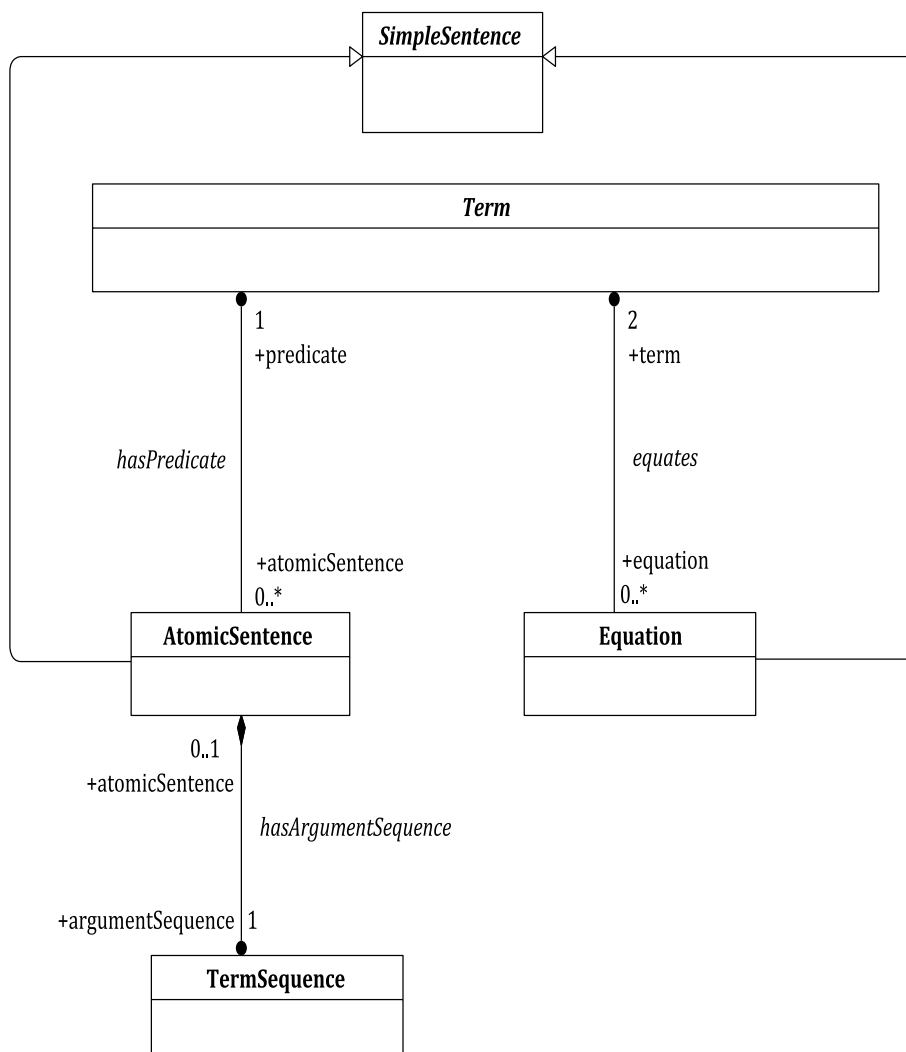 SimpleSentence
Term
1
2
+predicate
+term
hasPredicate
equates
+atomicSentence
+equation
0..*
0..*
AtomicSentence
Equation
0..1
+atomicSentence
hasArgumentSequence
+argumentSequence
1
TermSequence